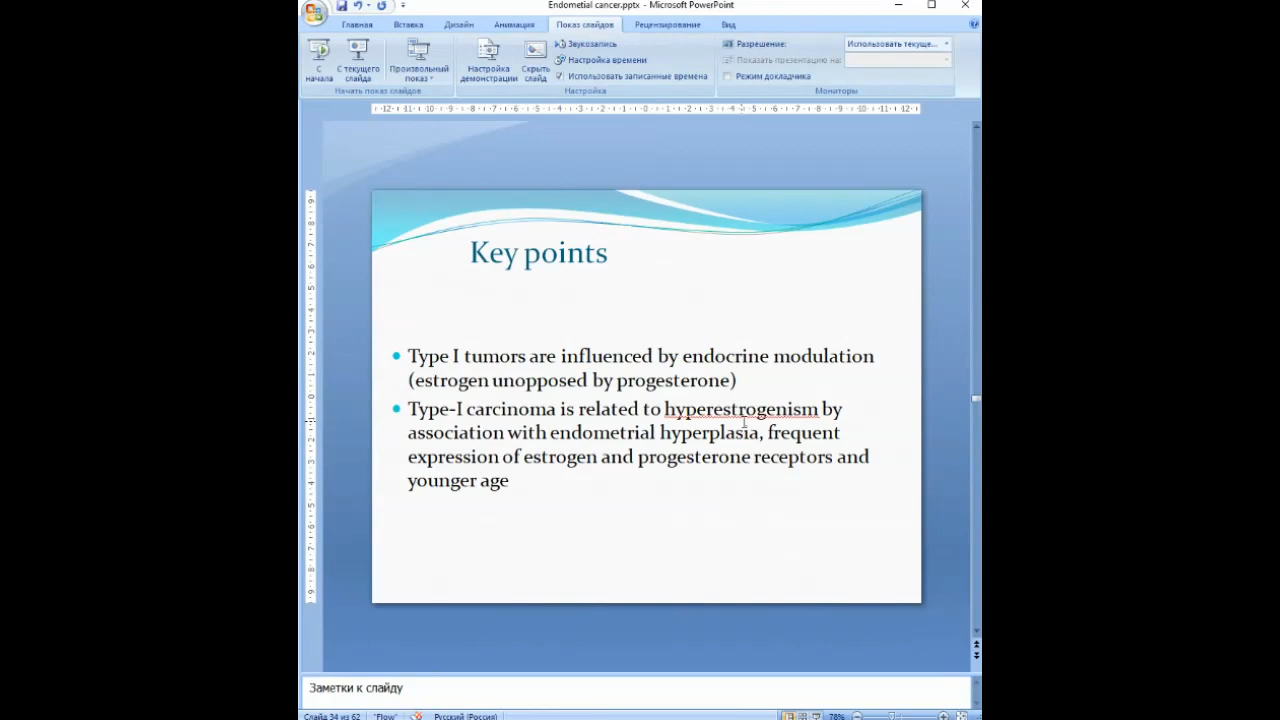 Endometial cancer.pptx - Microsoft PowerPoint
Главная Вставка Дизайн Анимация Показ слайдов Рецензирование Вид
С начала
С текущего слайда
Произвольный показ
Начать показ слайдов
Настройка демонстрации
Скрыть слайд
Звукозапись
Настройка времени
Использовать записанные времена
Настройка
Разрешение: Использовать текуще...
Показать презентацию на:
Режим докладчика
Мониторы
Key points
Type I tumors are influenced by endocrine modulation
(estrogen unopposed by progesterone)
Type-I carcinoma is related to hyperestrogenism by
association with endometrial hyperplasia, frequent
expression of estrogen and progesterone receptors and
younger age
Заметки к слайду
Слайд 34 из 62 "Flow" Русский (Россия) 78%